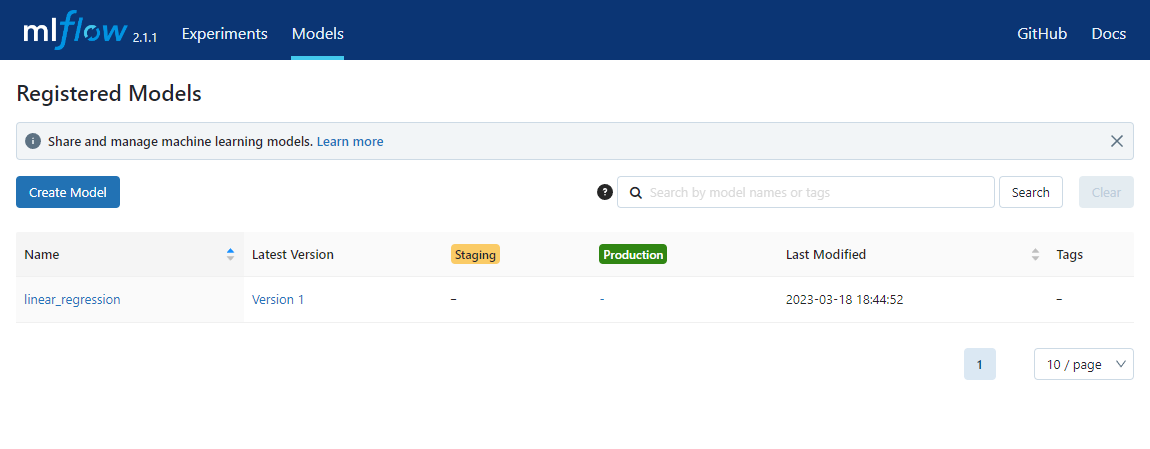 mlflow 2.1.1 Experiments Models GitHub Docs
Registered Models
i Share and manage machine learning models. Learn more
Create Model ? Search by model names or tags Search Clear
Name Latest Version Staging Production Last Modified Tags
linear_regression Version 1 – - 2023-03-18 18:44:52 –
1 10 / page